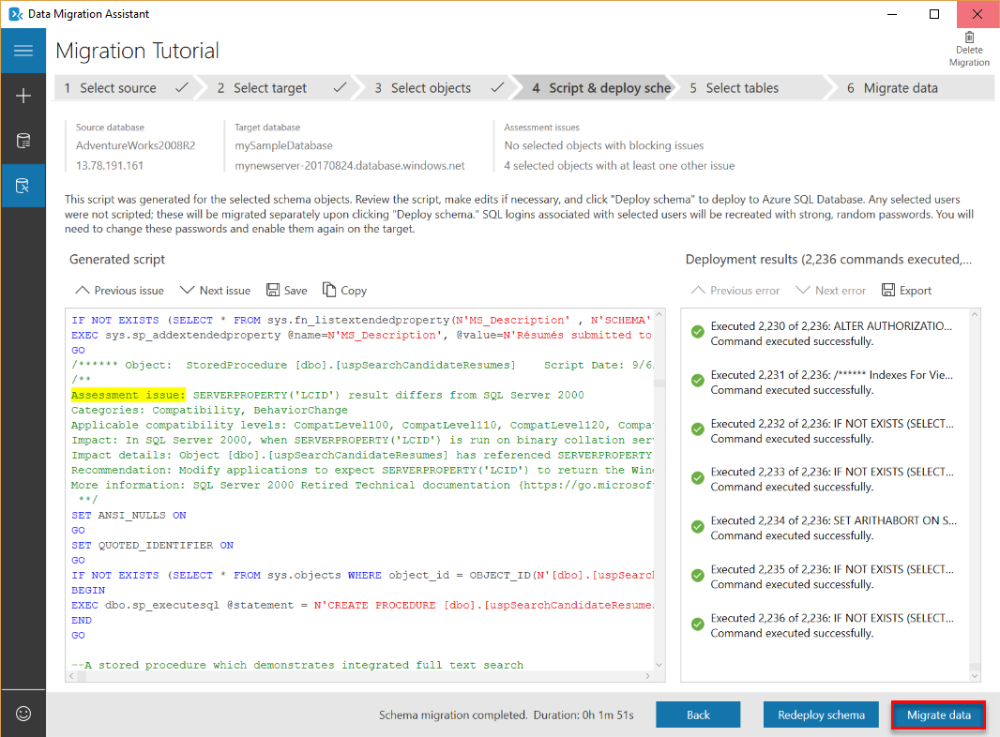 Data Migration Assistant
Migration Tutorial
Delete
Migration
1 Select source
2 Select target
3 Select objects
4 Script & deploy sche
5 Select tables
6 Migrate data
Source database
AdventureWorks2008R2
13.78.191.161
Target database
mySampleDatabase
mynewserver-20170824.database.windows.net
Assessment issues
No selected objects with blocking issues
4 selected objects with at least one other issue
This script was generated for the selected schema objects. Review the script, make edits if necessary, and click "Deploy schema" to deploy to Azure SQL Database. Any selected users
were not scripted; these will be migrated separately upon clicking "Deploy schema." SQL logins associated with selected users will be recreated with strong, random passwords. You will
need to change these passwords and enable them again on the target.
Generated script
Previous issue Next issue Save Copy
IF NOT EXISTS (SELECT * FROM sys.fn_listextendedproperty(N'MS_Description' , N'SCHEMA'
EXEC sys.sp_addextendedproperty @name=N'MS_Description', @value=N'Résumés submitted to
GO
/****** Object:  StoredProcedure [dbo].[uspSearchCandidateResumes]    Script Date: 9/6
/**
Assessment issue: SERVERPROPERTY('LCID') result differs from SQL Server 2000
Categories: Compatibility, BehaviorChange
Applicable compatibility levels: CompatLevel100, CompatLevel110, CompatLevel120, Compat
Impact: In SQL Server 2000, when SERVERPROPERTY('LCID') is run on binary collation serv
Impact details: Object [dbo].[uspSearchCandidateResumes] has referenced SERVERPROPERTY
Recommendation: Modify applications to expect SERVERPROPERTY('LCID') to return the Wind
More information: SQL Server 2000 Retired Technical documentation (https://go.microsoft
**/
SET ANSI_NULLS ON
GO
SET QUOTED_IDENTIFIER ON
GO
IF NOT EXISTS (SELECT * FROM sys.objects WHERE object_id = OBJECT_ID(N'[dbo].[uspSearch
BEGIN
EXEC dbo.sp_executesql @statement = N'CREATE PROCEDURE [dbo].[uspSearchCandidateResumes
END
GO
--A stored procedure which demonstrates integrated full text search
Deployment results (2,236 commands executed,...
Previous error Next error Export
Executed 2,230 of 2,236: ALTER AUTHORIZATIO...
Command executed successfully.
Executed 2,231 of 2,236: /****** Indexes For Vie...
Command executed successfully.
Executed 2,232 of 2,236: IF NOT EXISTS (SELECT...
Command executed successfully.
Executed 2,233 of 2,236: IF NOT EXISTS (SELECT...
Command executed successfully.
Executed 2,234 of 2,236: SET ARITHABORT ON S...
Command executed successfully.
Executed 2,235 of 2,236: IF NOT EXISTS (SELECT...
Command executed successfully.
Executed 2,236 of 2,236: IF NOT EXISTS (SELECT...
Command executed successfully.
Schema migration completed. Duration: 0h 1m 51s
Back
Redeploy schema
Migrate data